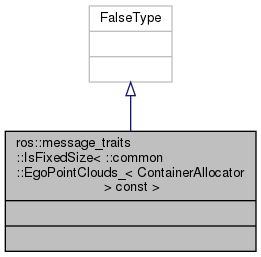 FalseType
ros::message_traits
::IsFixedSize< ::common
::EgoPointClouds_< ContainerAllocator
> const >